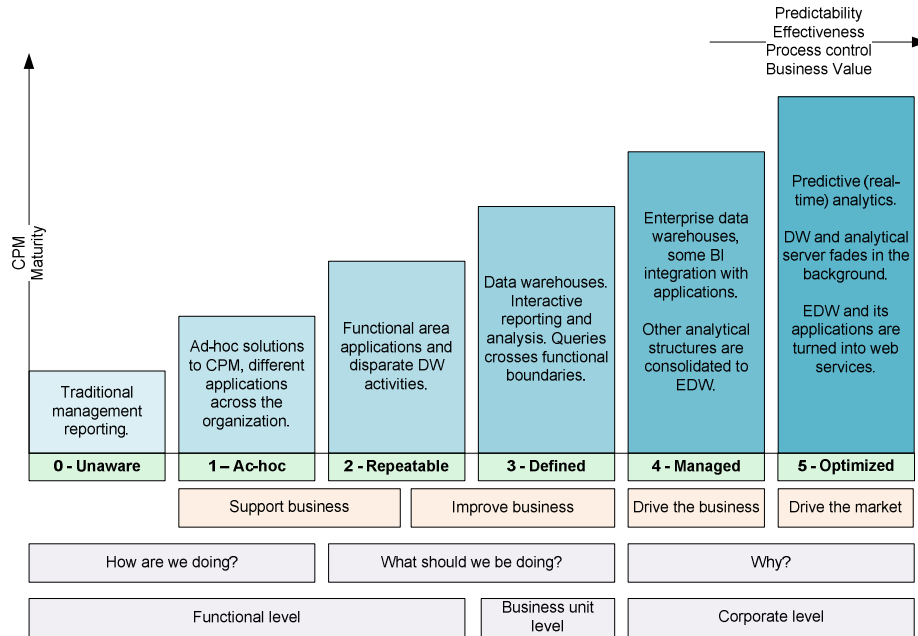 Predictability
Effectiveness
Process control
Business Value
CPM
Maturity
Traditional
management
reporting.
Ad-hoc solutions
to CPM, different
applications
across the
organization.
Functional area
applications and
disparate DW
activities.
Data warehouses.
Interactive
reporting and
analysis. Queries
crosses functional
boundaries.
Enterprise data
warehouses,
some BI
integration with
applications.
Other analytical
structures are
consolidated to
EDW.
Predictive (real-
time) analytics.
DW and analytical
server fades in the
background.
EDW and its
applications are
turned into web
services.
0 - Unaware
1 – Ac-hoc
2 - Repeatable
3 - Defined
4 - Managed
5 - Optimized
Support business
Improve business
Drive the business
Drive the market
How are we doing?
What should we be doing?
Why?
Functional level
Business unit
level
Corporate level